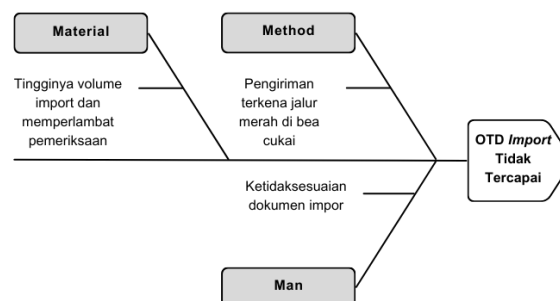 Material
Tingginya volume
import dan
memperlambat
pemeriksaan
Method
Pengiriman
terkena jalur
merah di bea
cukai
OTD Import
Tidak
Tercapai
Ketidaksesuaian
dokumen impor
Man